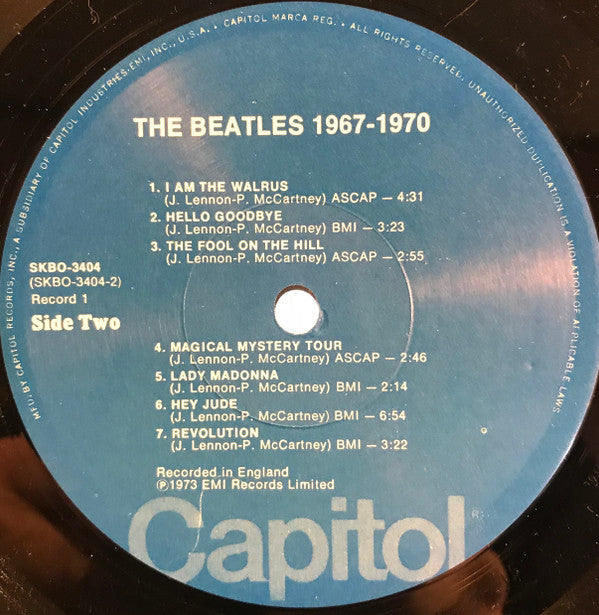 MFD. BY CAPITOL RECORDS, INC., A SUBSIDIARY OF CAPITOL INDUSTRIES-EMI, INC., U.S.A. • CAPITOL MARCA REG. • ALL RIGHTS RESERVED. UNAUTHORIZED DUPLICATION IS A VIOLATION OF APPLICABLE LAWS.
THE BEATLES 1967-1970
1. I AM THE WALRUS
(J. Lennon-P. McCartney) ASCAP — 4:31
2. HELLO GOODBYE
(J. Lennon-P. McCartney) BMI — 3:23
3. THE FOOL ON THE HILL
(J. Lennon-P. McCartney) ASCAP — 2:55
SKBO-3404
(SKBO-3404-2)
Record 1
Side Two
4. MAGICAL MYSTERY TOUR
(J. Lennon-P. McCartney) ASCAP — 2:46
5. LADY MADONNA
(J. Lennon-P. McCartney) BMI — 2:14
6. HEY JUDE
(J. Lennon-P. McCartney) BMI — 6:54
7. REVOLUTION
(J. Lennon-P. McCartney) BMI — 3:22
Recorded in England
℗1973 EMI Records Limited
Capitol®